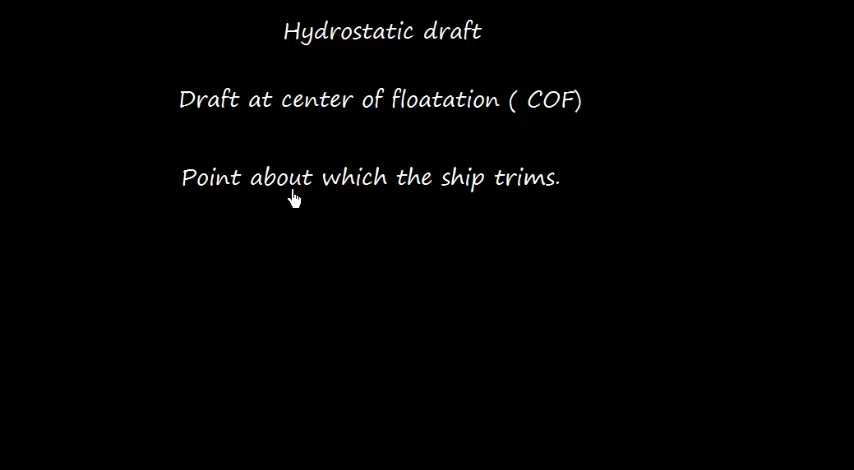 Hydrostatic draft
Draft at center of floatation ( COF)
Point about which the ship trims.